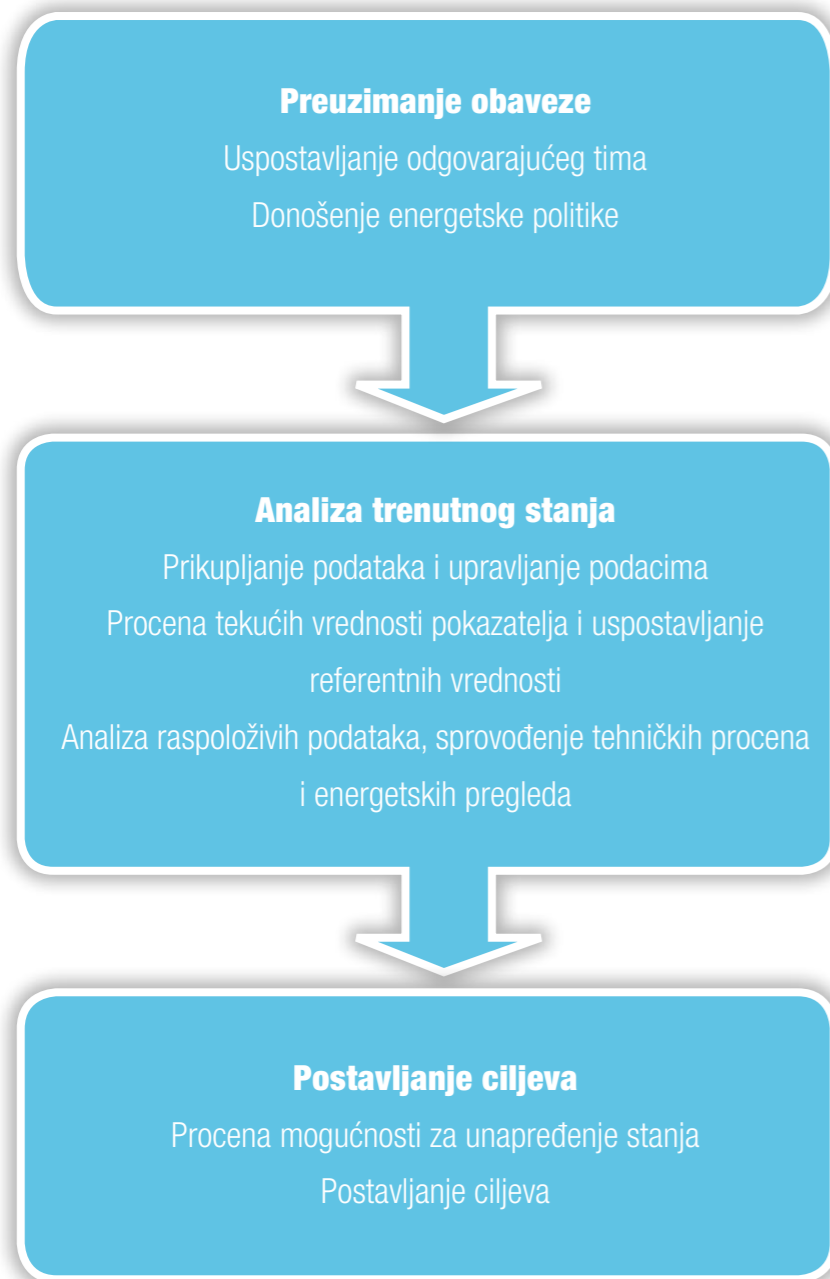 Preuzimanje obaveze
Uspostavljanje odgovarajućeg tima
Donošenje energetske politike
Analiza trenutnog stanja
Prikupljanje podataka i upravljanje podacima
Procena tekućih vrednosti pokazatelja i uspostavljanje
referentnih vrednosti
Analiza raspoloživih podataka, sprovođenje tehničkih procena
i energetskih pregleda
Postavljanje ciljeva
Procena mogućnosti za unapređenje stanja
Postavljanje ciljeva